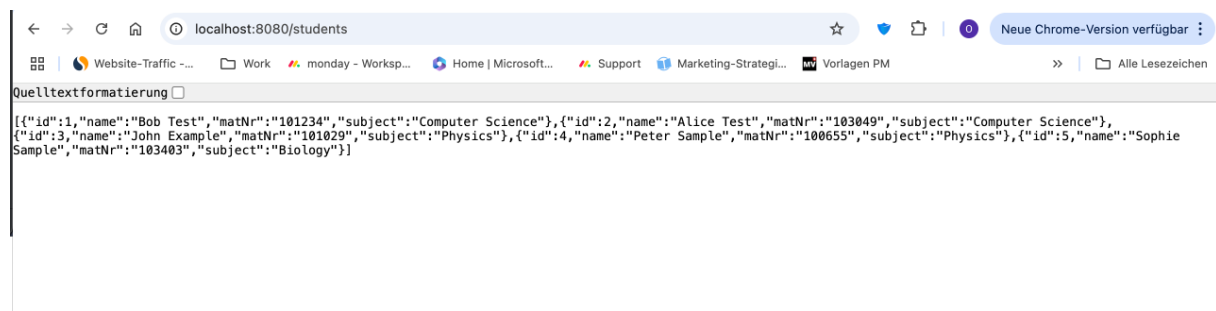 localhost:8080/students
O
Neue Chrome-Version verfügbar
Website-Traffic -...
Work
monday - Worksp...
Home | Microsoft...
Support
Marketing-Strategi...
MV Vorlagen PM
»
Alle Lesezeichen
Quelltextformatierung
[{"id":1,"name":"Bob Test","matNr":"101234","subject":"Computer Science"},{"id":2,"name":"Alice Test","matNr":"103049","subject":"Computer Science"},
{"id":3,"name":"John Example","matNr":"101029","subject":"Physics"},{"id":4,"name":"Peter Sample","matNr":"100655","subject":"Physics"},{"id":5,"name":"Sophie
Sample","matNr":"103403","subject":"Biology"}]